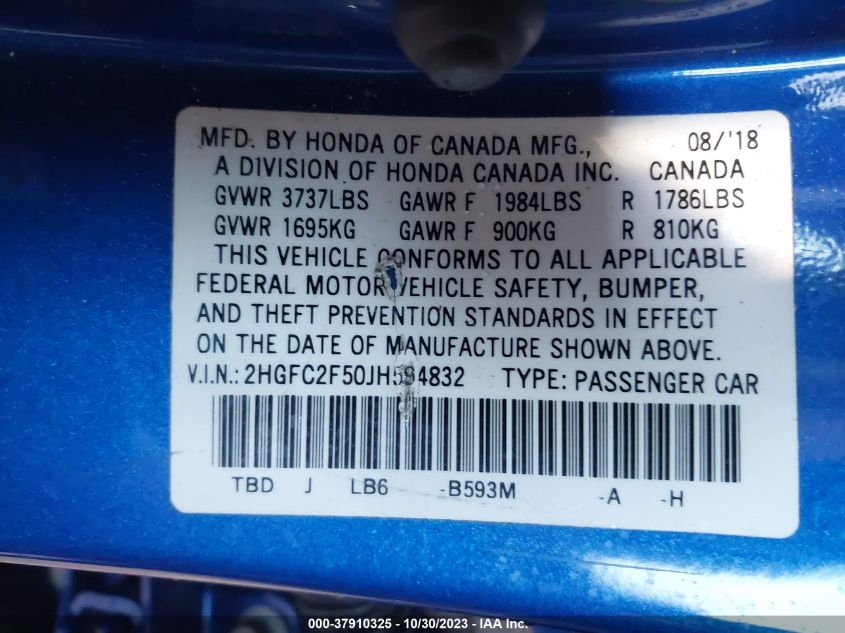 MFD. BY HONDA OF CANADA MFG., 08/'18
A DIVISION OF HONDA CANADA INC. CANADA
GVWR 3737LBS GAWR F 1984LBS R 1786LBS
GVWR 1695KG GAWR F 900KG R 810KG
THIS VEHICLE CONFORMS TO ALL APPLICABLE
FEDERAL MOTOR VEHICLE SAFETY, BUMPER,
AND THEFT PREVENTION STANDARDS IN EFFECT
ON THE DATE OF MANUFACTURE SHOWN ABOVE.
V.I.N.: 2HGFC2F50JH594832 TYPE: PASSENGER CAR
TBD J LB6 -B593M -A -H
000-37910325 - 10/30/2023 - IAA Inc.